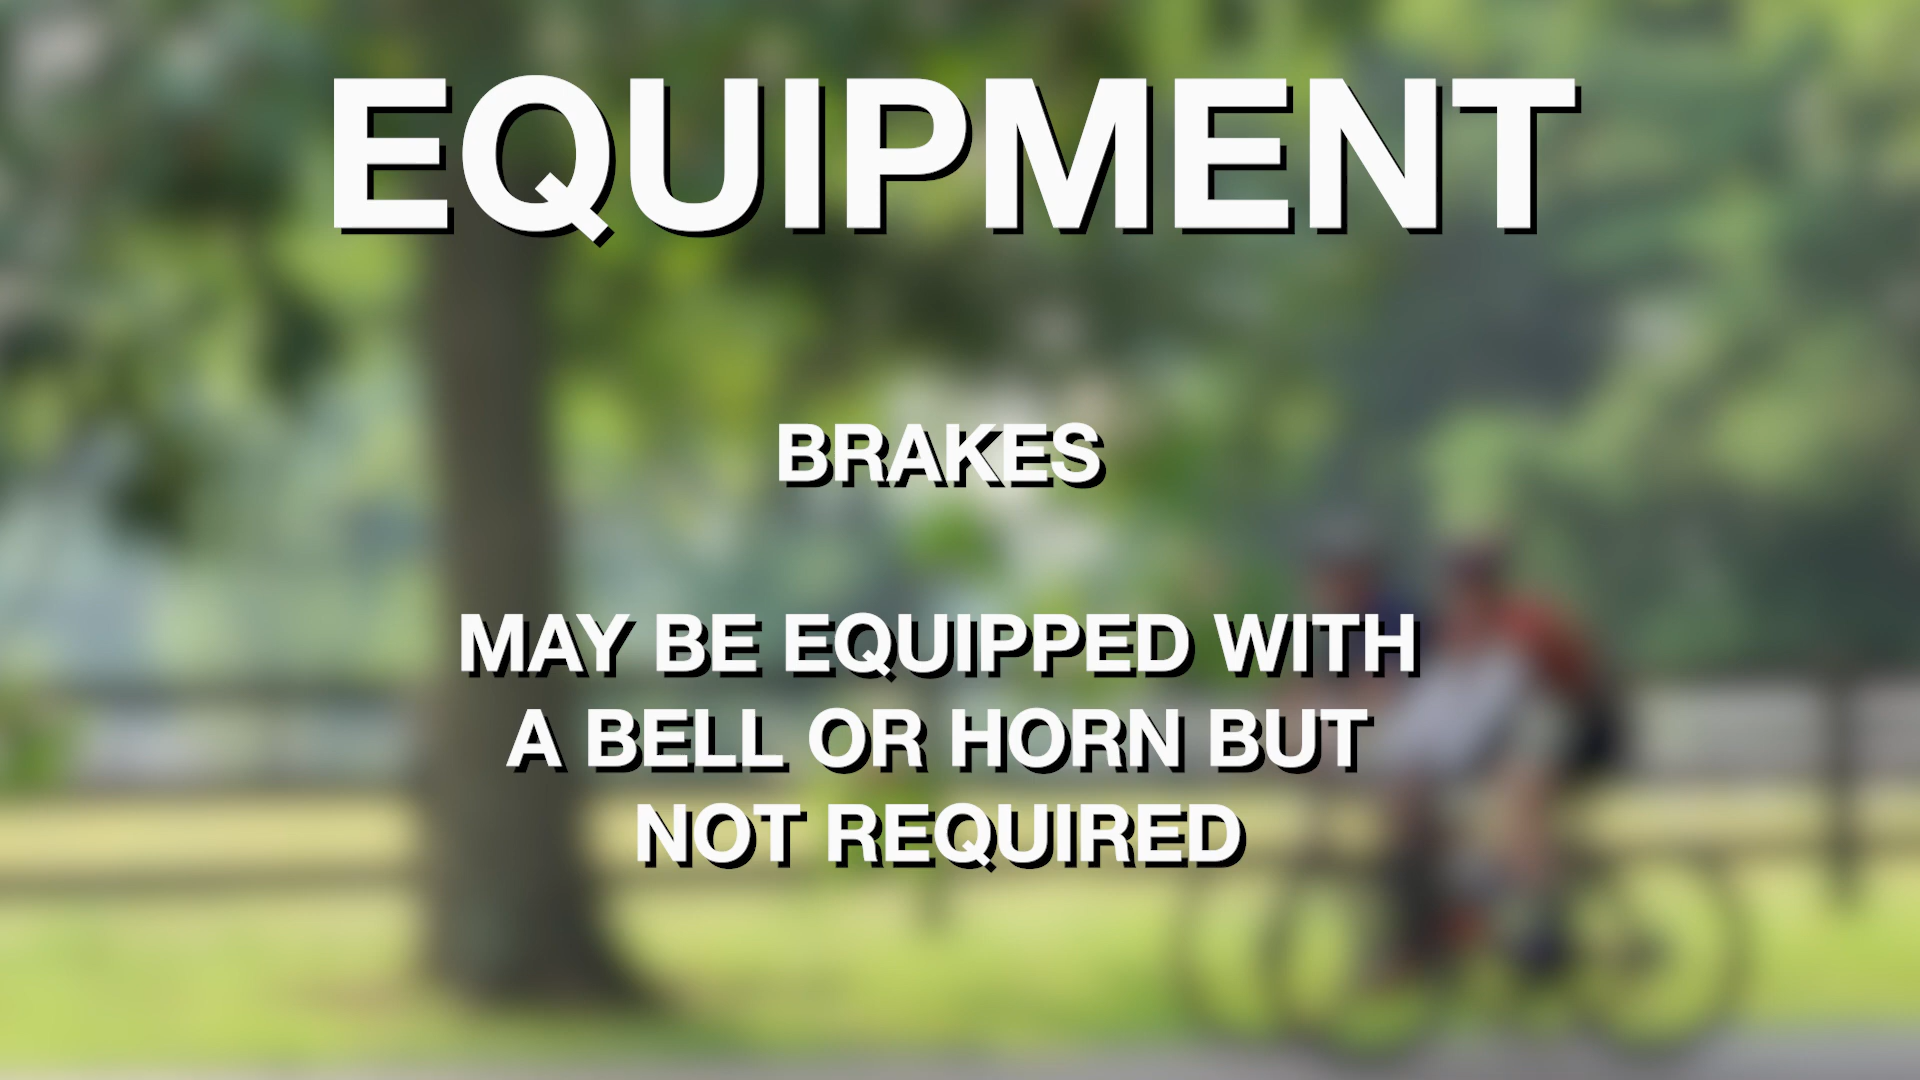 EQUIPMENT
BRAKES
MAY BE EQUIPPED WITH
A BELL OR HORN BUT
NOT REQUIRED